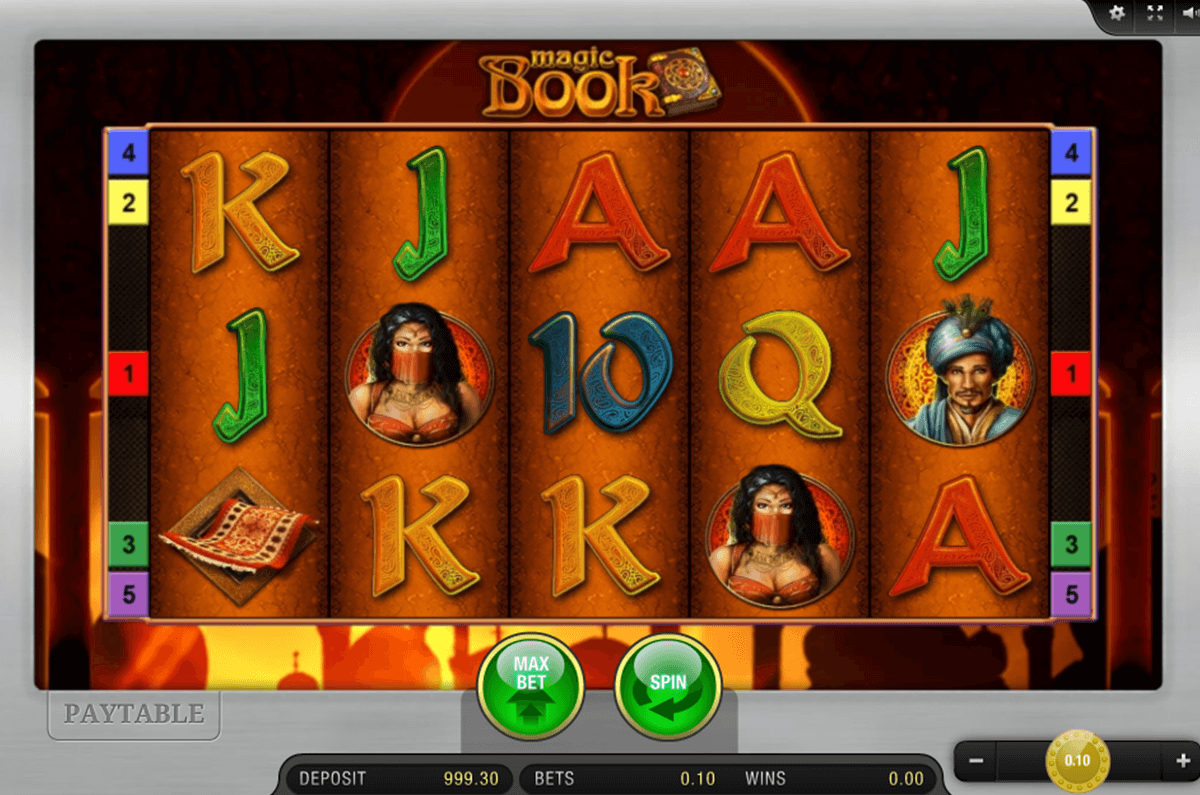 magic
BOOK
4 K J A A J 4
2 2
1 J 10 Q 1
3 K K A 3
5 5
MAX
BET
SPIN
PAYTABLE
DEPOSIT 999.30 BETS 0.10 WINS 0.00
0.10